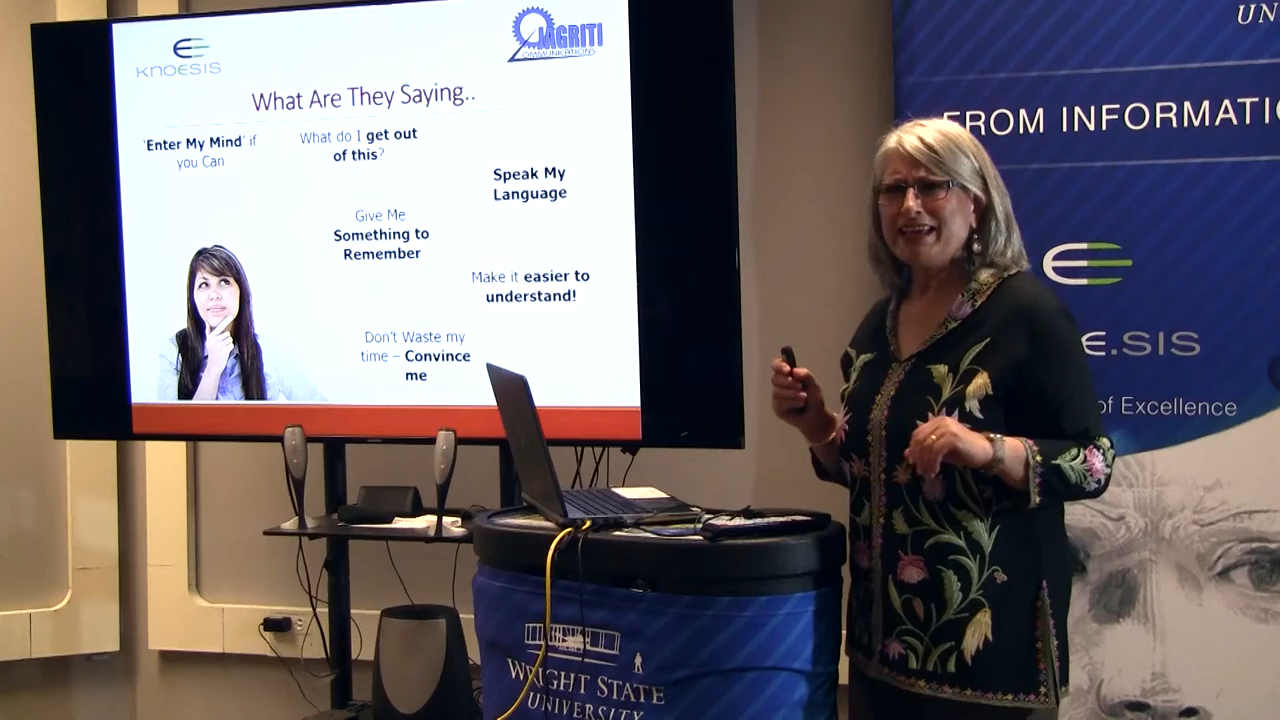 KNOESIS
JAGRITI
COMMUNICATIONS
What Are They Saying..
'Enter My Mind' if
you Can
What do I get out
of this?
Speak My
Language
Give Me
Something to
Remember
Make it easier to
understand!
Don't Waste my
time – Convince
me
WRIGHT STATE
UNIVERSITY
UN
FROM INFORMATI
E.SIS
of Excellence